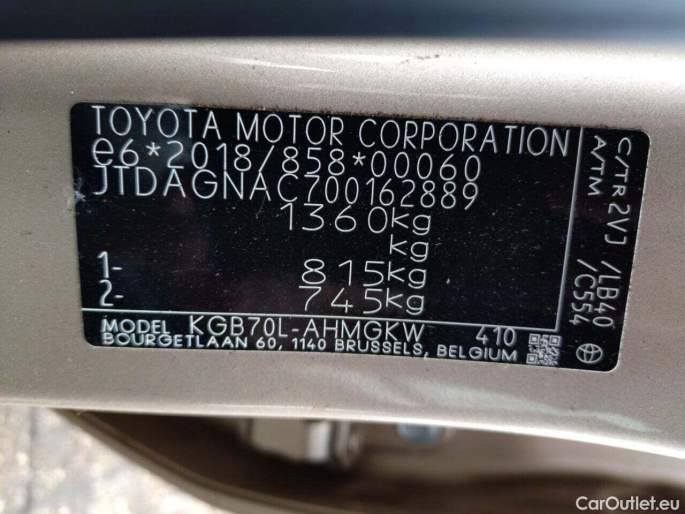 TOYOTA MOTOR CORPORATION
e6*2018/858*00060
JTDAGNAC700162889
1360kg
kg
1- 815kg
2- 745kg
MODEL KGB70L-AHMGKW 410
BOURGETLAAN 60, 1140 BRUSSELS, BELGIUM
C/TR 2VJ /LB40
A/TM /C554
CarOutlet.eu